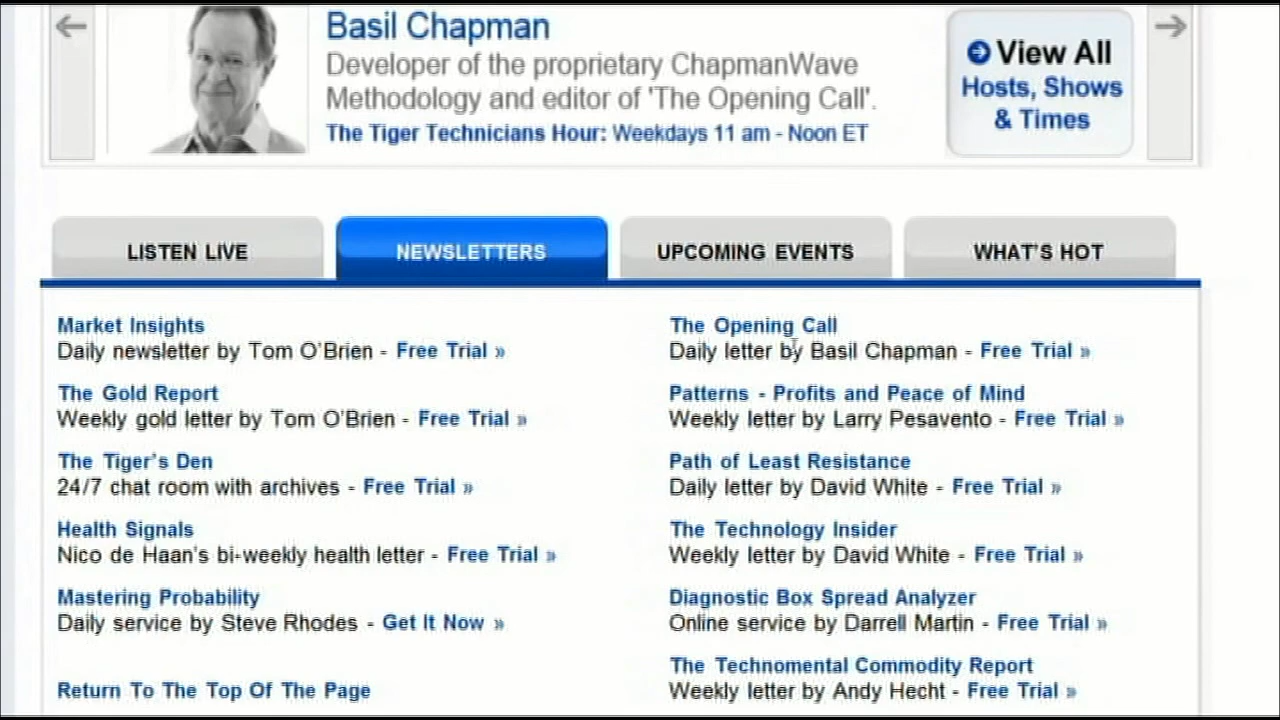 Basil Chapman
Developer of the proprietary ChapmanWave
Methodology and editor of 'The Opening Call'.
The Tiger Technicians Hour: Weekdays 11 am - Noon ET
View All
Hosts, Shows
& Times
LISTEN LIVE
NEWSLETTERS
UPCOMING EVENTS
WHAT'S HOT
Market Insights
Daily newsletter by Tom O'Brien - Free Trial »
The Gold Report
Weekly gold letter by Tom O'Brien - Free Trial »
The Tiger's Den
24/7 chat room with archives - Free Trial »
Health Signals
Nico de Haan's bi-weekly health letter - Free Trial »
Mastering Probability
Daily service by Steve Rhodes - Get It Now »
Return To The Top Of The Page
The Opening Call
Daily letter by Basil Chapman - Free Trial »
Patterns - Profits and Peace of Mind
Weekly letter by Larry Pesavento - Free Trial »
Path of Least Resistance
Daily letter by David White - Free Trial »
The Technology Insider
Weekly letter by David White - Free Trial »
Diagnostic Box Spread Analyzer
Online service by Darrell Martin - Free Trial »
The Technomental Commodity Report
Weekly letter by Andy Hecht - Free Trial »